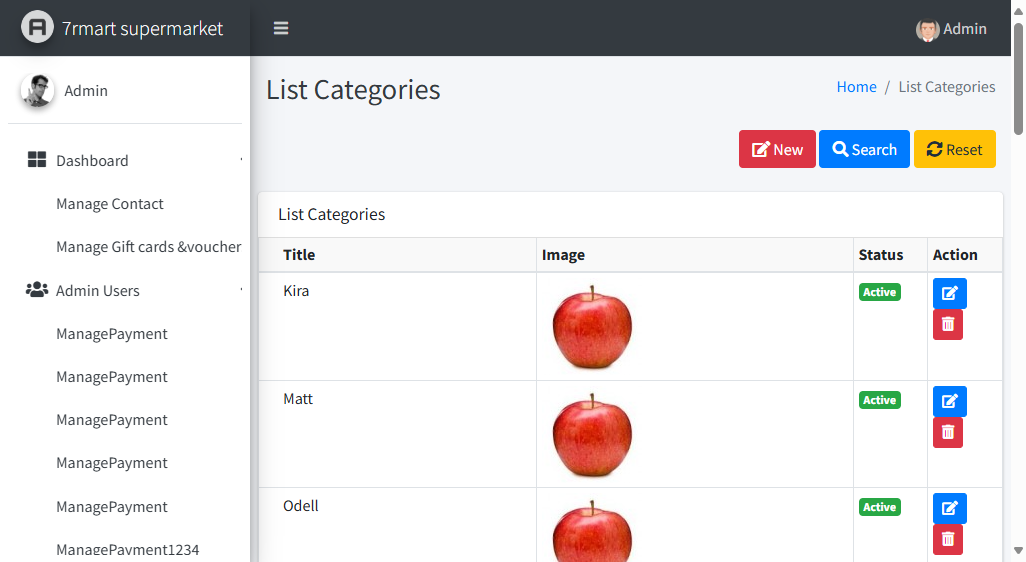 7rmart supermarket
Admin
Admin
Dashboard
Manage Contact
Manage Gift cards &voucher
Admin Users
ManagePayment
ManagePayment
ManagePayment
ManagePayment
ManagePayment
ManagePayment1234
List Categories
Home / List Categories
New Search Reset
List Categories
Title Image Status Action
Kira Active
Matt Active
Odell Active